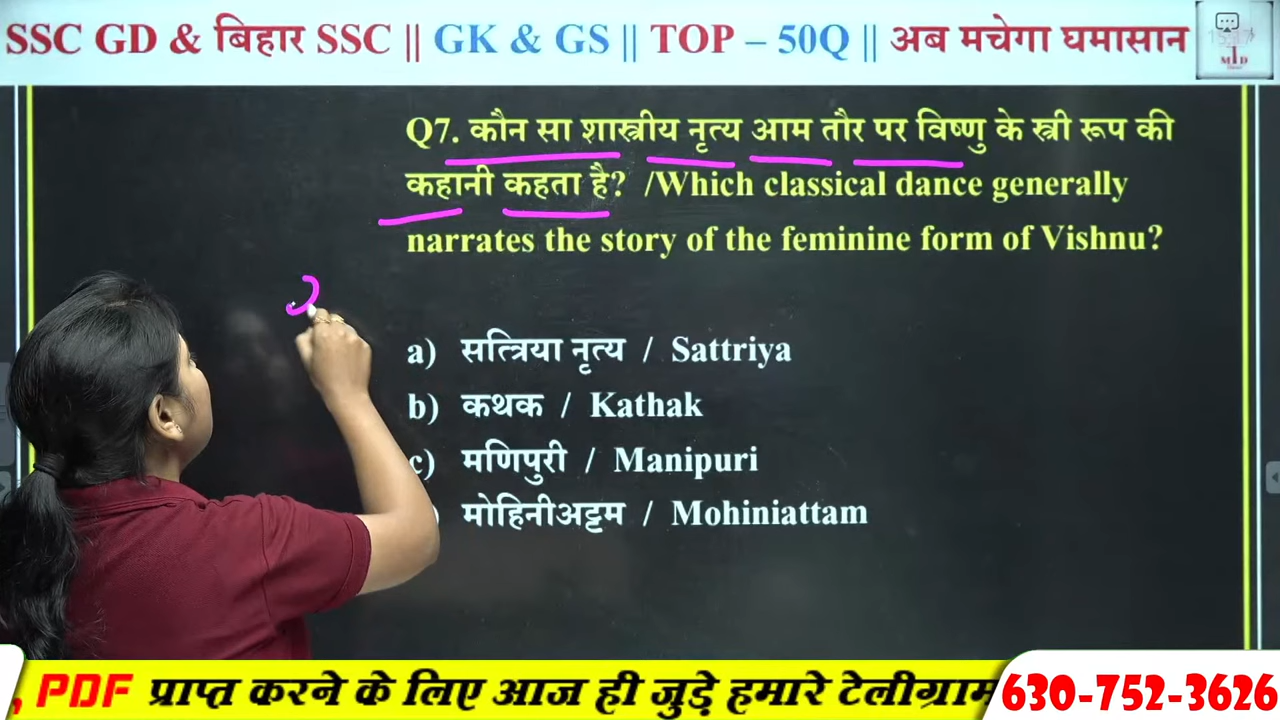 SSC GD & बिहार SSC || GK & GS || TOP – 50Q || अब मचेगा घमासान
Q7. कौन सा शास्त्रीय नृत्य आम तौर पर विष्णु के स्त्री रूप की
कहानी कहता है? /Which classical dance generally
narrates the story of the feminine form of Vishnu?
a) सत्त्रिया नृत्य / Sattriya
b) कथक / Kathak
c) मणिपुरी / Manipuri
) मोहिनीअट्टम / Mohiniattam
, PDF प्राप्त करने के लिए आज ही जुड़े हमारे टेलीग्राम
630-752-3626